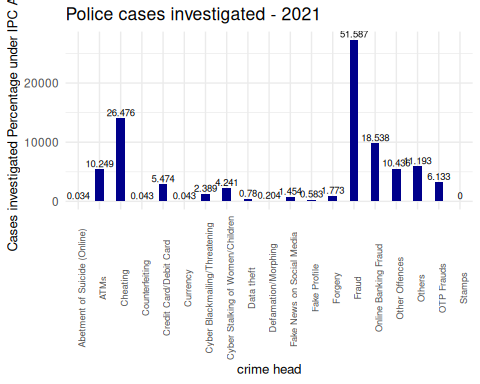 Police cases investigated - 2021
Cases investigated Percentage under IPC
20000
10000
0
0.034
10.249
26.476
0.043
5.474
0.043
2.389
4.241
0.78
0.204
1.454
0.583
1.773
51.587
18.538
10.436
11.193
6.133
0
Abetment of Suicide (Online)
ATMs
Cheating
Counterfeiting
Credit Card/Debit Card
Currency
Cyber Blackmailing/Threatening
Cyber Stalking of Women/Children
Data theft
Defamation/Morphing
Fake News on Social Media
Fake Profile
Forgery
Fraud
Online Banking Fraud
Other Offences
Others
OTP Frauds
Stamps
crime head